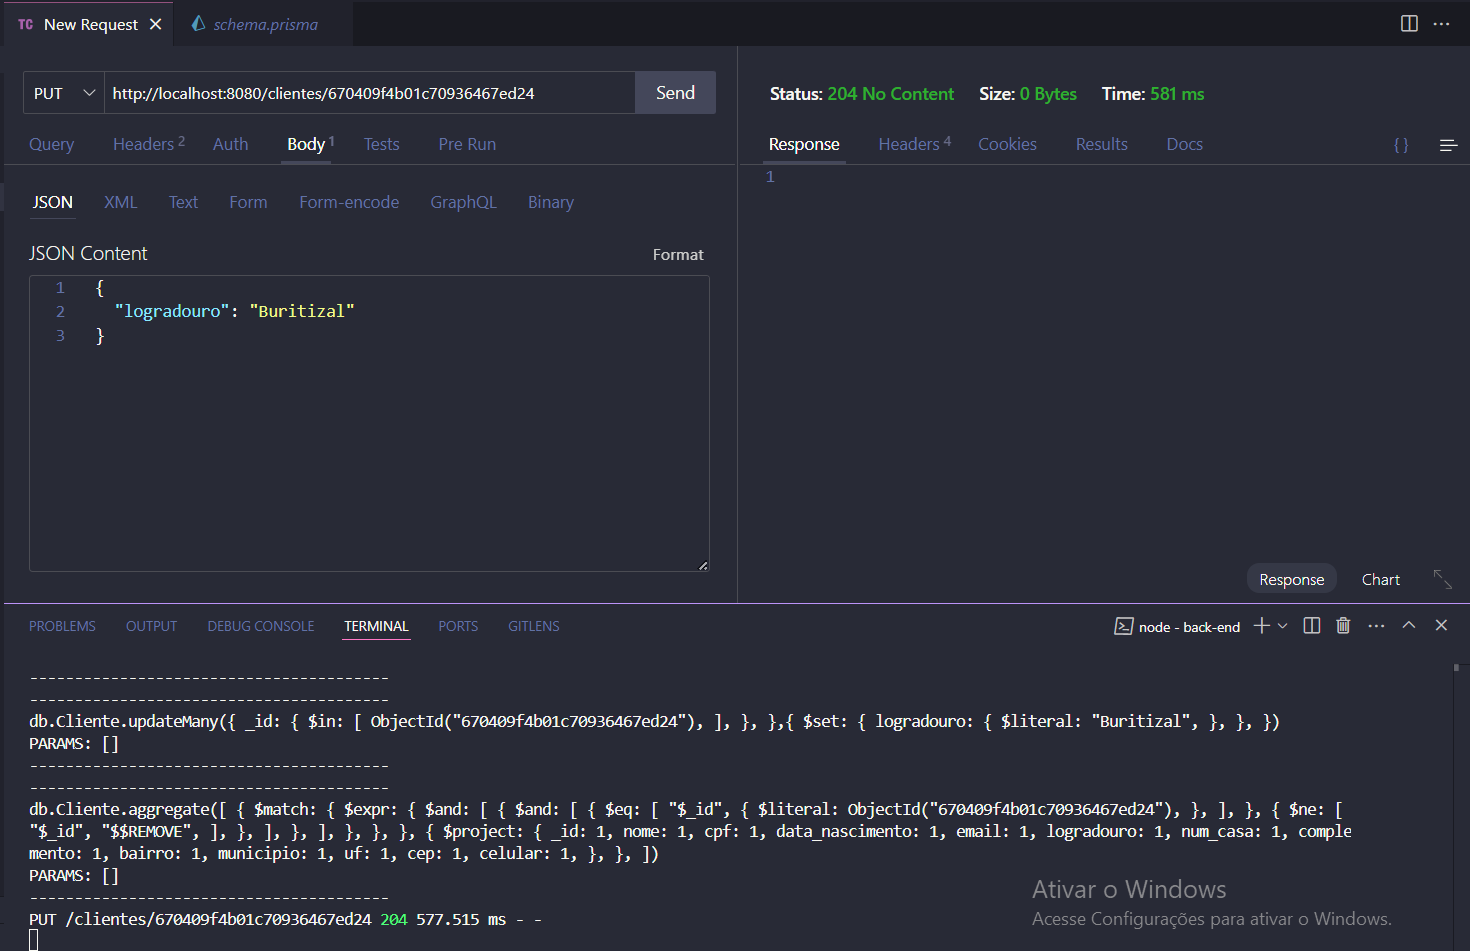 TC New Request
schema.prisma
PUT http://localhost:8080/clientes/670409f4b01c70936467ed24 Send
Query Headers 2 Auth Body 1 Tests Pre Run
JSON XML Text Form Form-encode GraphQL Binary
JSON Content Format
1 {
2 "logradouro": "Buritizal"
3 }
Status: 204 No Content Size: 0 Bytes Time: 581 ms
Response Headers 4 Cookies Results Docs { }
1
Response Chart
PROBLEMS OUTPUT DEBUG CONSOLE TERMINAL PORTS GITLENS node - back-end
----------------------------------------
----------------------------------------
db.Cliente.updateMany({ _id: { $in: [ ObjectId("670409f4b01c70936467ed24"), ], }, },{ $set: { logradouro: { $literal: "Buritizal", }, }, })
PARAMS: []
----------------------------------------
----------------------------------------
db.Cliente.aggregate([ { $match: { $expr: { $and: [ { $and: [ { $eq: [ "$_id", { $literal: ObjectId("670409f4b01c70936467ed24"), }, ], }, { $ne: [
"$_id", "$$REMOVE", ], }, ], }, ], }, }, }, { $project: { _id: 1, nome: 1, cpf: 1, data_nascimento: 1, email: 1, logradouro: 1, num_casa: 1, comple
mento: 1, bairro: 1, municipio: 1, uf: 1, cep: 1, celular: 1, }, }, ])
PARAMS: []
----------------------------------------
PUT /clientes/670409f4b01c70936467ed24 204 577.515 ms - -
Ativar o Windows
Acesse Configurações para ativar o Windows.